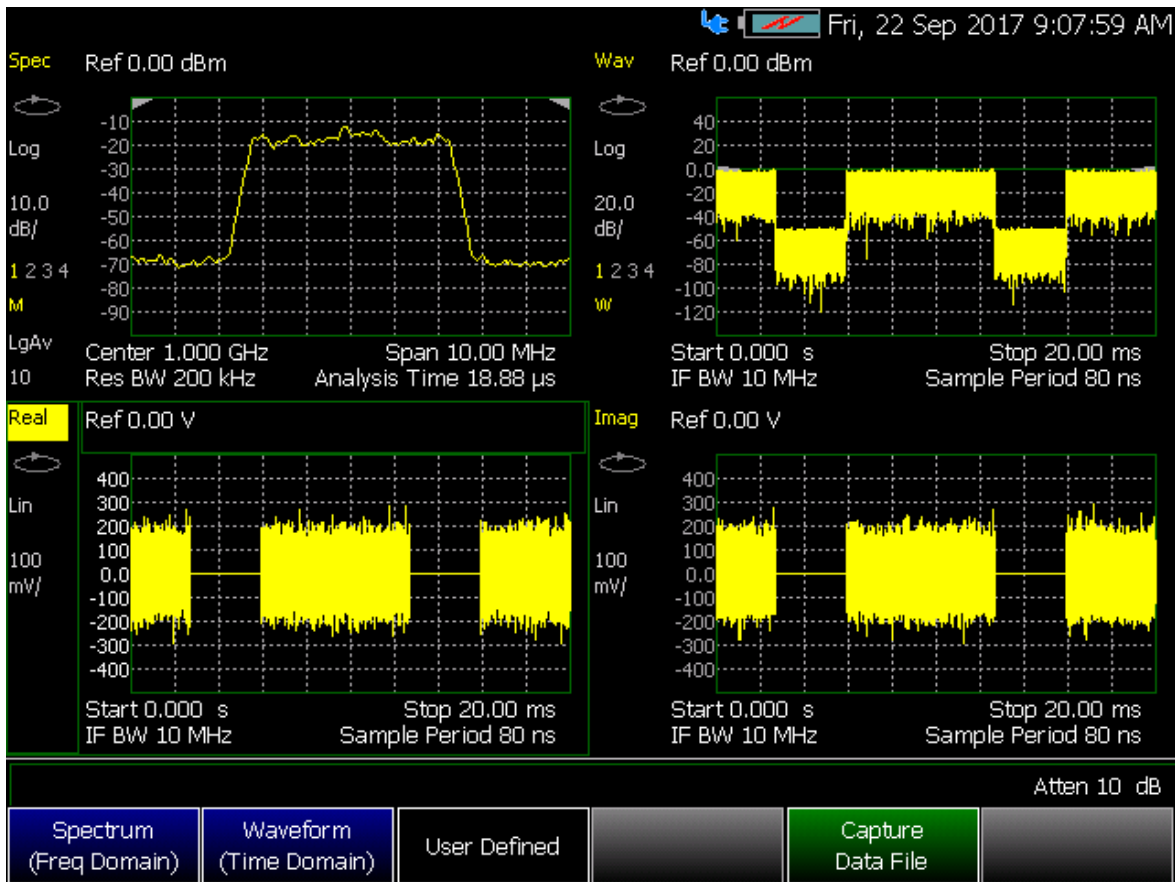 Fri, 22 Sep 2017 9:07:59 AM
Spec
Ref 0.00 dBm
Log
10.0
dB/
1 2 3 4
M
LgAv
10
-10
-20
-30
-40
-50
-60
-70
-80
-90
Center 1.000 GHz
Span 10.00 MHz
Res BW 200 kHz
Analysis Time 18.88 µs
Wav
Ref 0.00 dBm
Log
20.0
dB/
1 2 3 4
W
40
20
0.0
-20
-40
-60
-80
-100
-120
Start 0.000 s
Stop 20.00 ms
IF BW 10 MHz
Sample Period 80 ns
Real
Ref 0.00 V
Lin
100
mV/
400
300
200
100
0.0
-100
-200
-300
-400
Start 0.000 s
Stop 20.00 ms
IF BW 10 MHz
Sample Period 80 ns
Imag
Ref 0.00 V
Lin
100
mV/
400
300
200
100
0.0
-100
-200
-300
-400
Start 0.000 s
Stop 20.00 ms
IF BW 10 MHz
Sample Period 80 ns
Atten 10 dB
Spectrum
(Freq Domain)
Waveform
(Time Domain)
User Defined
Capture
Data File